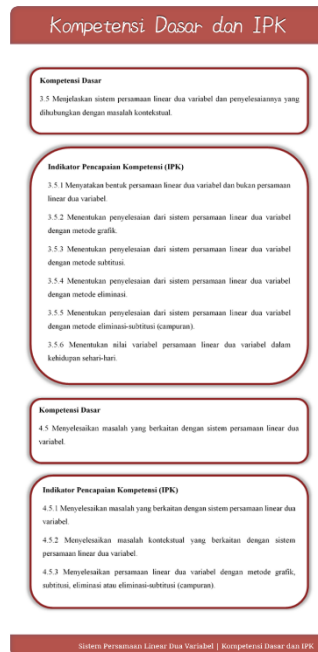 Kompetensi Dasar dan IPK
Kompetensi Dasar
3.5 Menjelaskan sistem persamaan linear dua variabel dan penyelesaiannya yang
dihubungkan dengan masalah kontekstual.
Indikator Pencapaian Kompetensi (IPK)
3.5.1 Menyatakan bentuk persamaan linear dua variabel dan bukan persamaan
linear dua variabel.
3.5.2 Menentukan penyelesaian dari sistem persamaan linear dua variabel
dengan metode grafik.
3.5.3 Menentukan penyelesaian dari sistem persamaan linear dua variabel
dengan metode subtitusi.
3.5.4 Menentukan penyelesaian dari sistem persamaan linear dua variabel
dengan metode eliminasi.
3.5.5 Menentukan penyelesaian dari sistem persamaan linear dua variabel
dengan metode eliminasi-subtitusi (campuran).
3.5.6 Menentukan nilai variabel persamaan linear dua variabel dalam
kehidupan sehari-hari.
Kompetensi Dasar
4.5 Menyelesaikan masalah yang berkaitan dengan sistem persamaan linear dua
variabel.
Indikator Pencapaian Kompetensi (IPK)
4.5.1 Menyelesaikan masalah yang berkaitan dengan sistem persamaan linear dua
variabel.
4.5.2 Menyelesaikan masalah kontekstual yang berkaitan dengan sistem
persamaan linear dua variabel.
4.5.3 Menyelesaikan persamaan linear dua variabel dengan metode grafik,
subtitusi, eliminasi atau eliminasi-subtitusi (campuran).
Sistem Persamaan Linear Dua Variabel | Kompetensi Dasar dan IPK